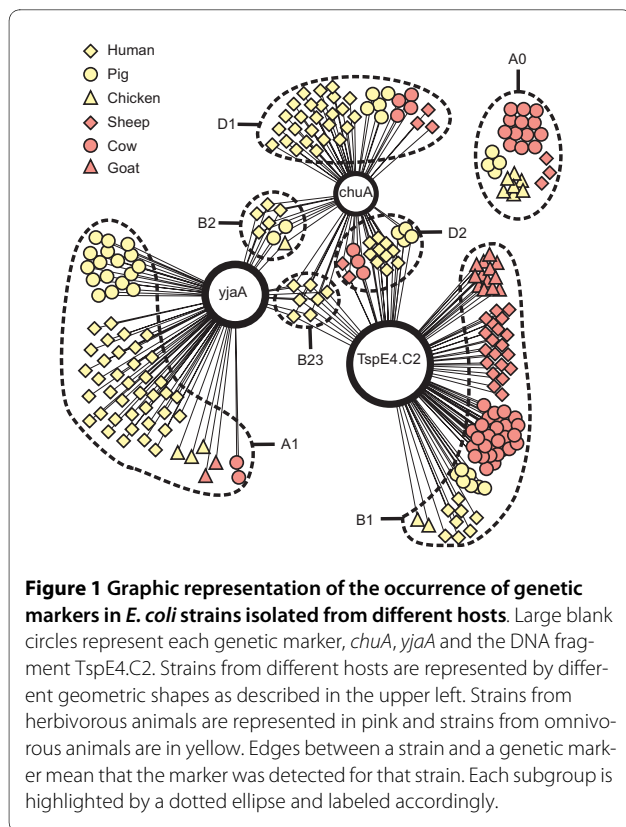 Human
Pig
Chicken
Sheep
Cow
Goat
A0
D1
chuA
B2
D2
yjaA
B23
TspE4.C2
A1
B1
Figure 1 Graphic representation of the occurrence of genetic
markers in E. coli strains isolated from different hosts. Large blank
circles represent each genetic marker, chuA, yjaA and the DNA frag-
ment TspE4.C2. Strains from different hosts are represented by differ-
ent geometric shapes as described in the upper left. Strains from
herbivorous animals are represented in pink and strains from omnivo-
rous animals are in yellow. Edges between a strain and a genetic mark-
er mean that the marker was detected for that strain. Each subgroup is
highlighted by a dotted ellipse and labeled accordingly.